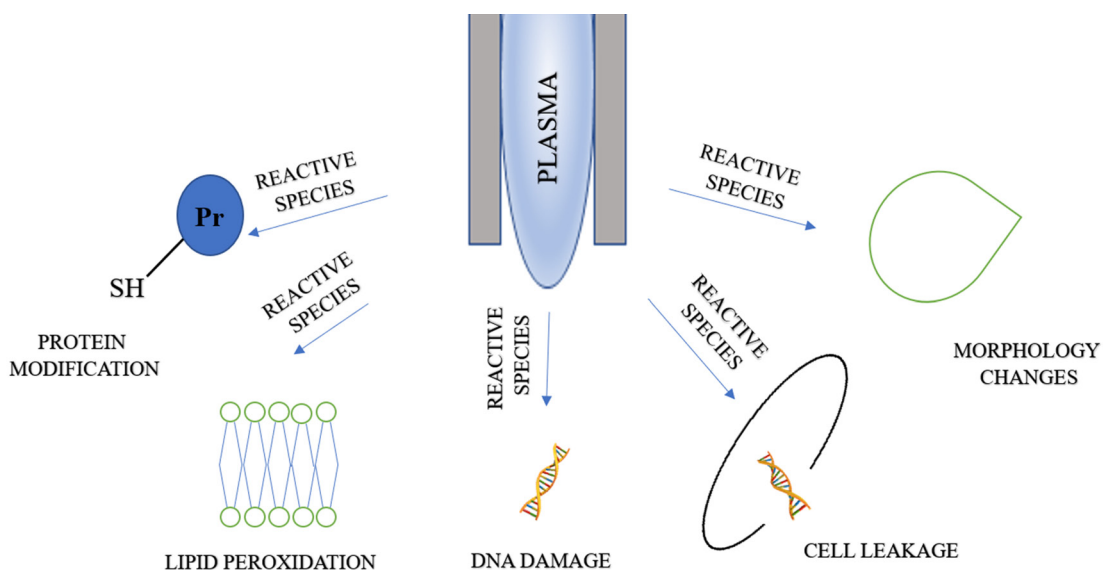 PLASMA
REACTIVE
SPECIES
Pr
SH
PROTEIN
MODIFICATION
REACTIVE
SPECIES
LIPID PEROXIDATION
REACTIVE
SPECIES
DNA DAMAGE
REACTIVE
SPECIES
CELL LEAKAGE
REACTIVE
SPECIES
MORPHOLOGY
CHANGES